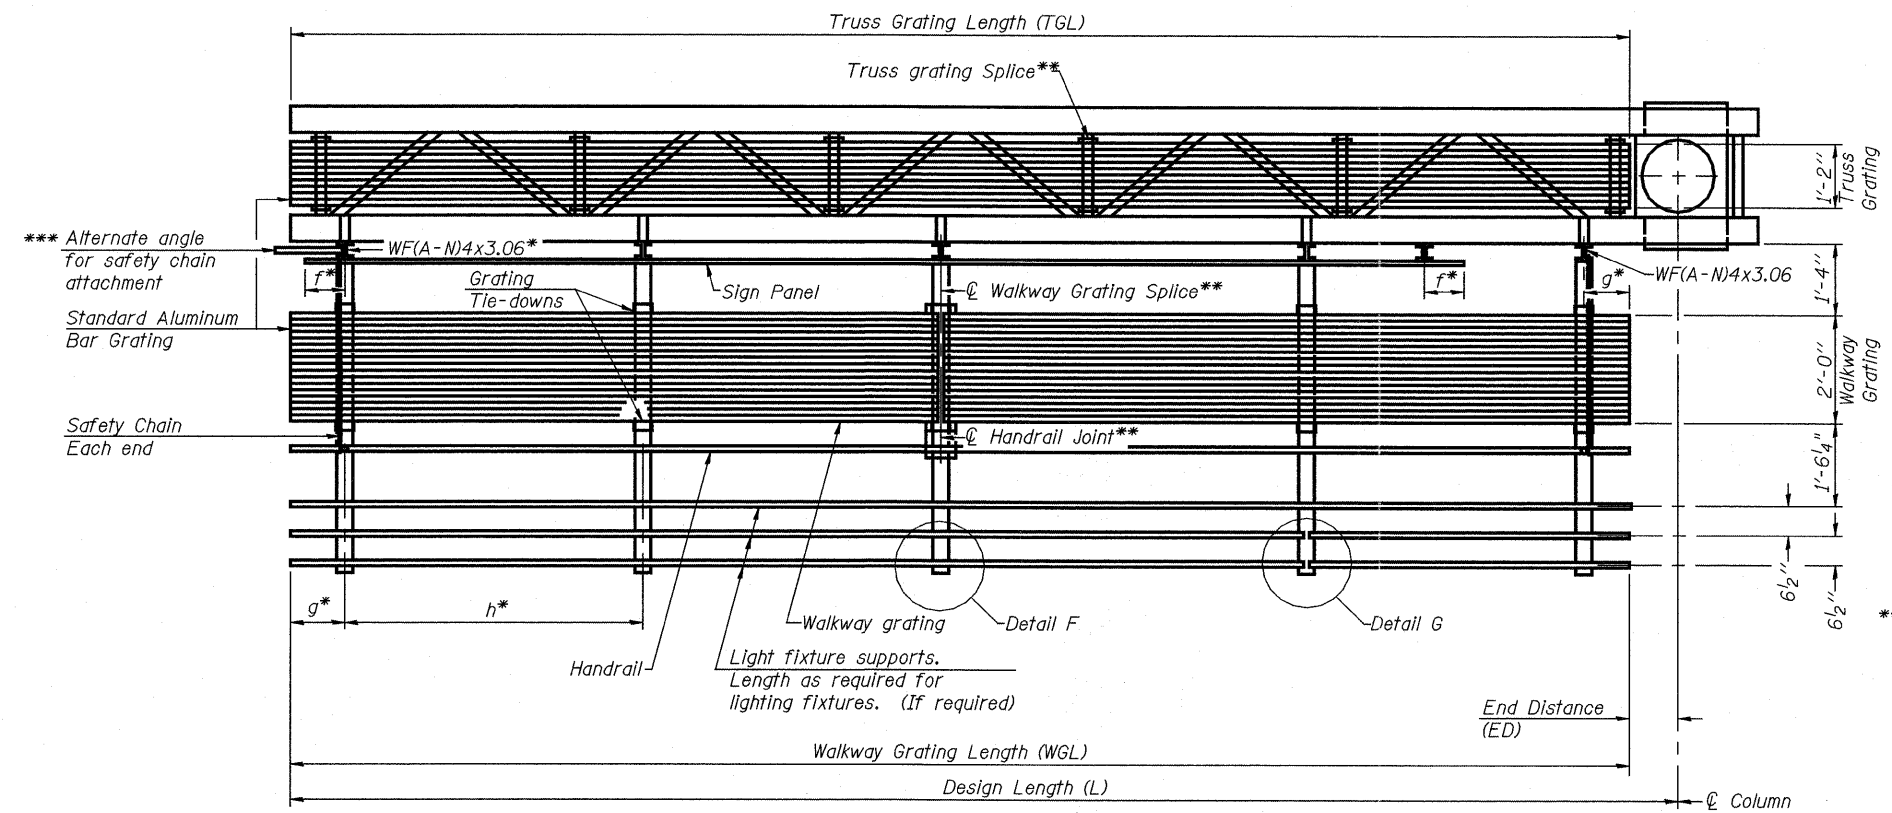 Truss Grating Length (TGL)
Truss grating Splice**
1'-2"
Truss
Grating
*** Alternate angle
for safety chain
attachment
WF(A-N)4x3.06*
f*
Grating
Tie-downs
Sign Panel
℄ Walkway Grating Splice**
f*
g*
WF(A-N)4x3.06
1'-4"
Standard Aluminum
Bar Grating
2'-0"
Walkway
Grating
Safety Chain
Each end
℄ Handrail Joint**
1'-6¼"
6½"
6½"
g*
h*
Walkway grating
Detail F
Detail G
Handrail
Light fixture supports.
Length as required for
lighting fixtures. (If required)
End Distance
(ED)
Walkway Grating Length (WGL)
Design Length (L)
℄ Column